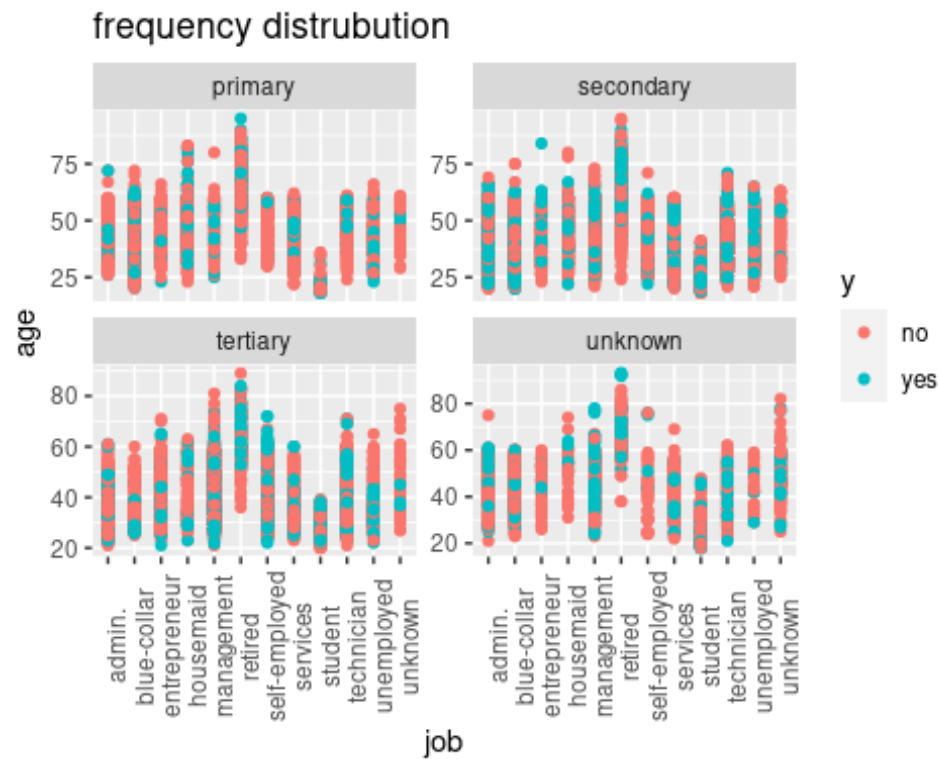 frequency distrubution
primary
secondary
75
50
25
75
50
25
tertiary
unknown
80
60
40
20
80
60
40
20
age
admin.
blue-collar
entrepreneur
housemaid
management
retired
self-employed
services
student
technician
unemployed
unknown
admin.
blue-collar
entrepreneur
housemaid
management
retired
self-employed
services
student
technician
unemployed
unknown
job
y
no
yes